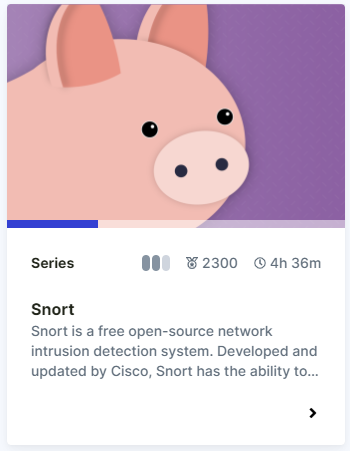 Series 2300 4h 36m
Snort
Snort is a free open-source network
intrusion detection system. Developed and
updated by Cisco, Snort has the ability to...